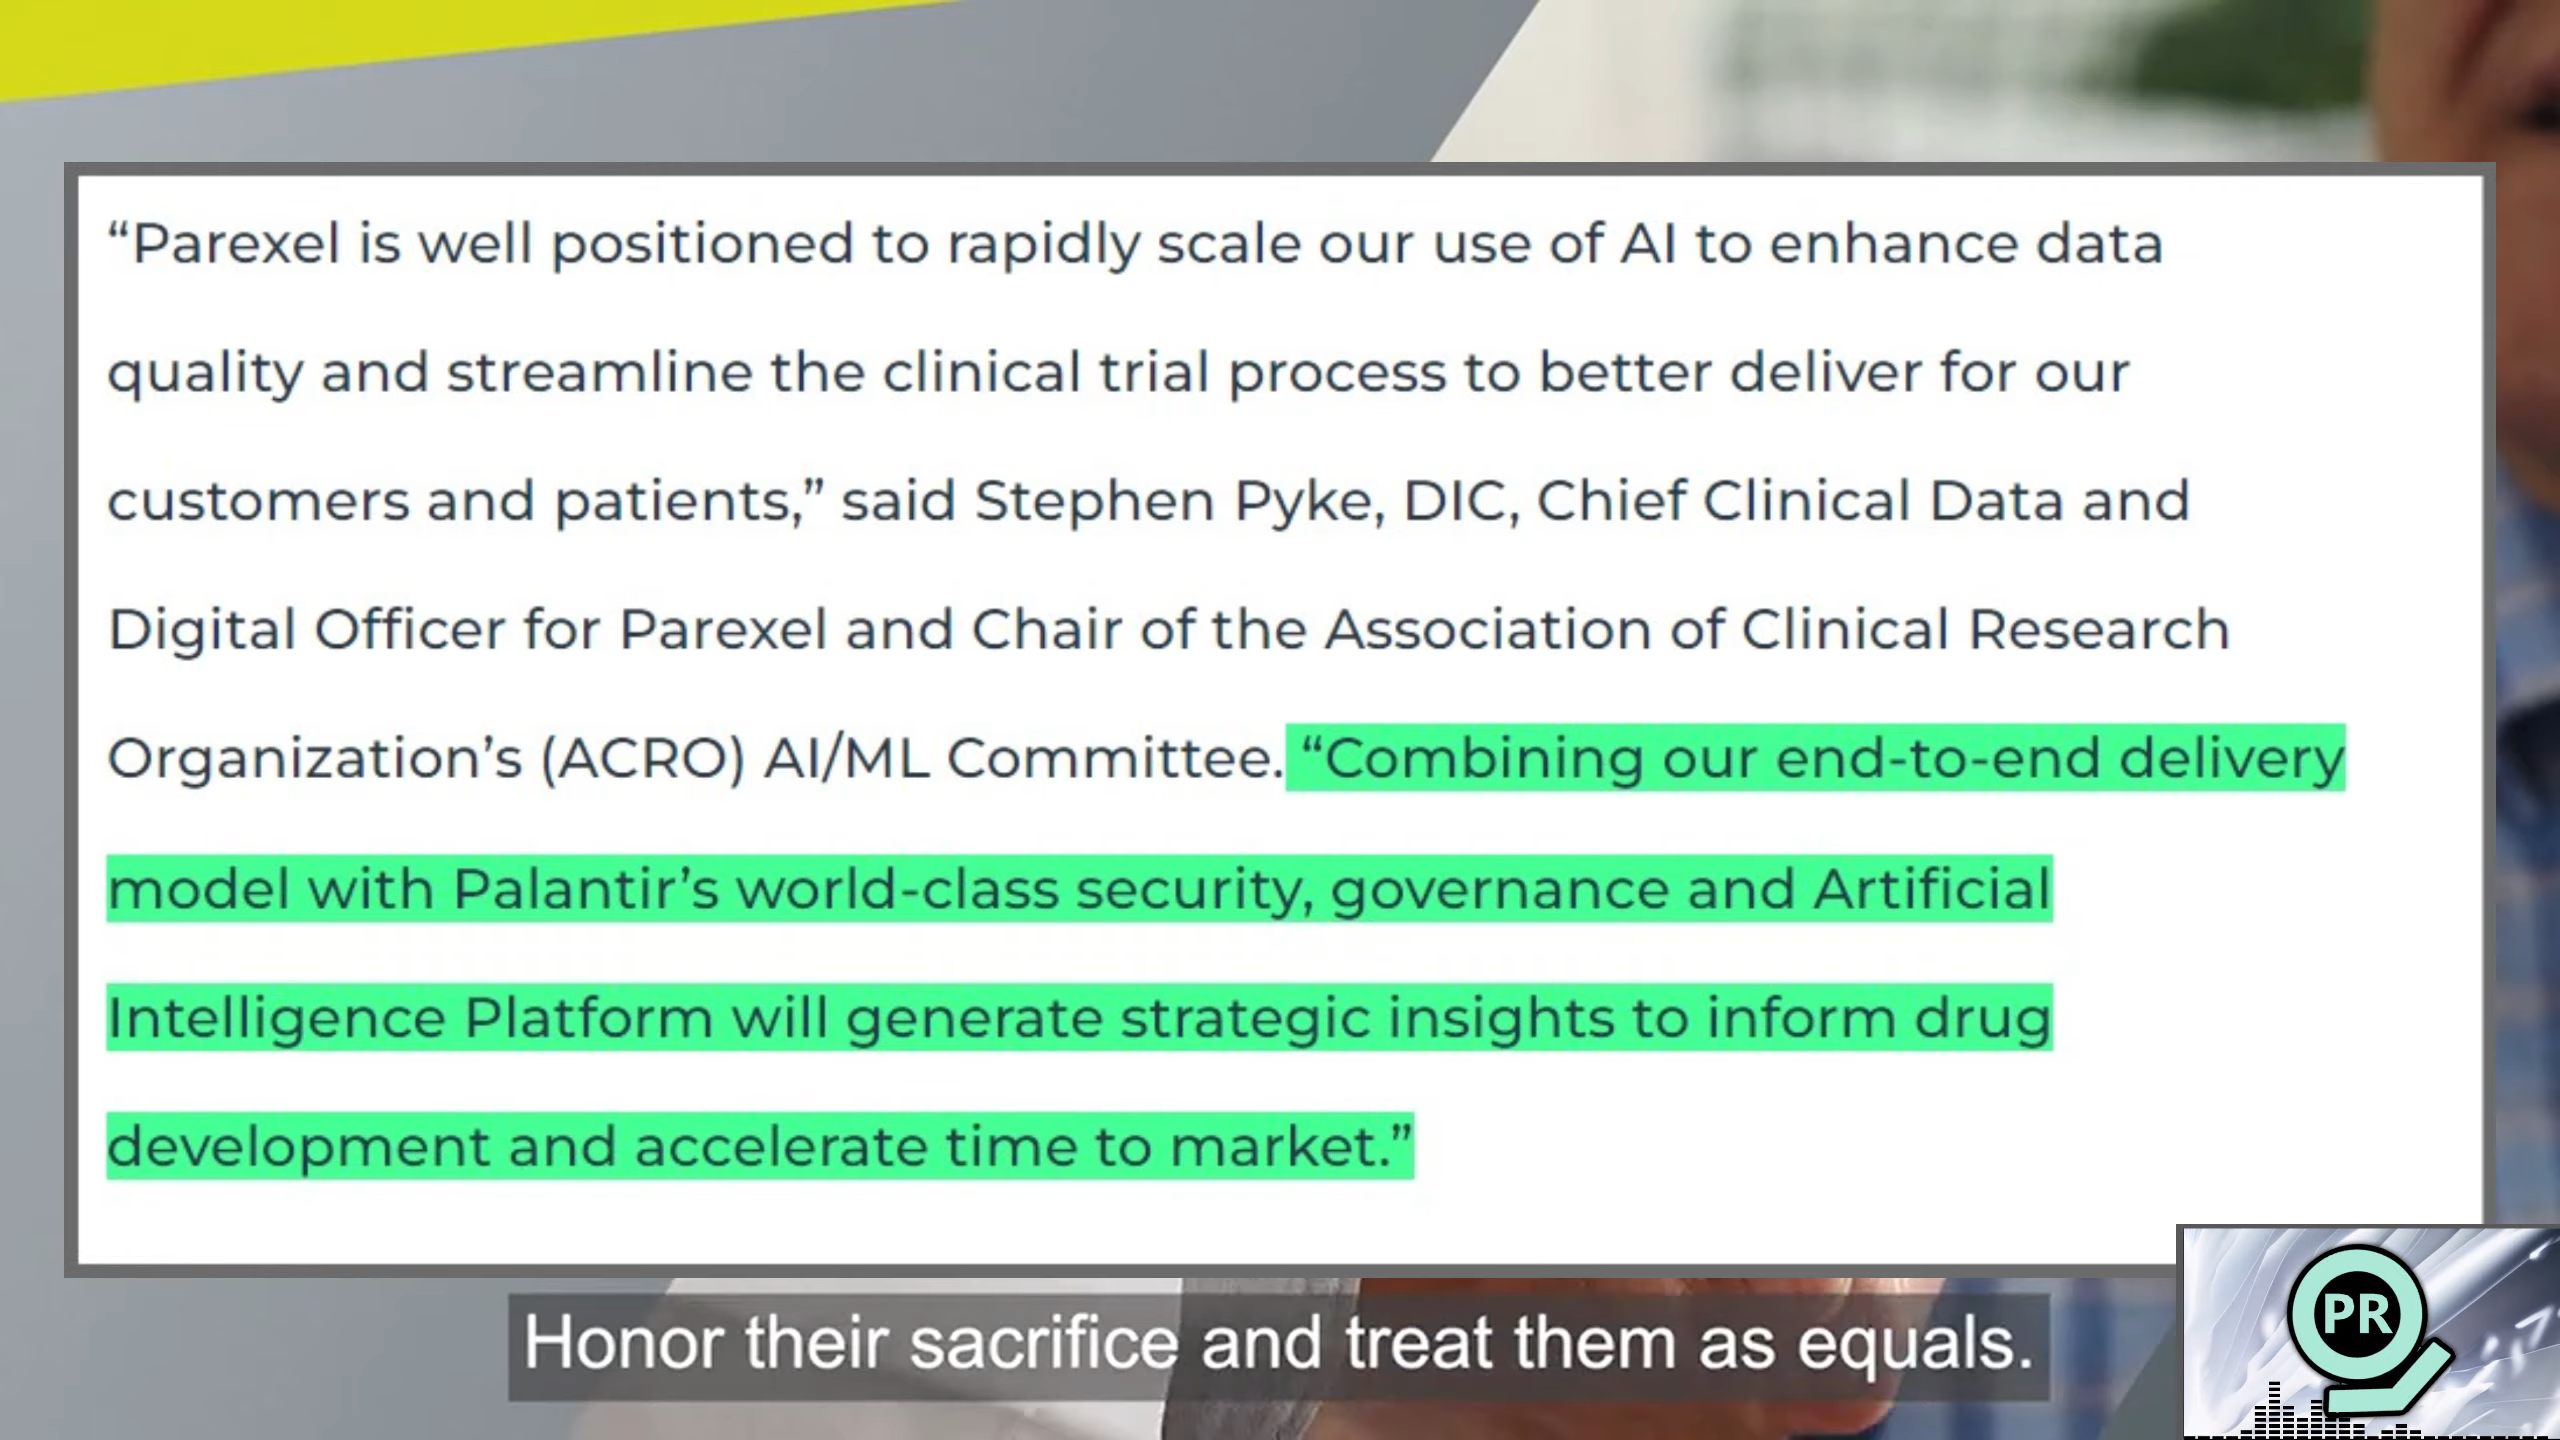 “Parexel is well positioned to rapidly scale our use of AI to enhance data
quality and streamline the clinical trial process to better deliver for our
customers and patients,” said Stephen Pyke, DIC, Chief Clinical Data and
Digital Officer for Parexel and Chair of the Association of Clinical Research
Organization’s (ACRO) AI/ML Committee. “Combining our end-to-end delivery
model with Palantir’s world-class security, governance and Artificial
Intelligence Platform will generate strategic insights to inform drug
development and accelerate time to market.”
Honor their sacrifice and treat them as equals.
PR